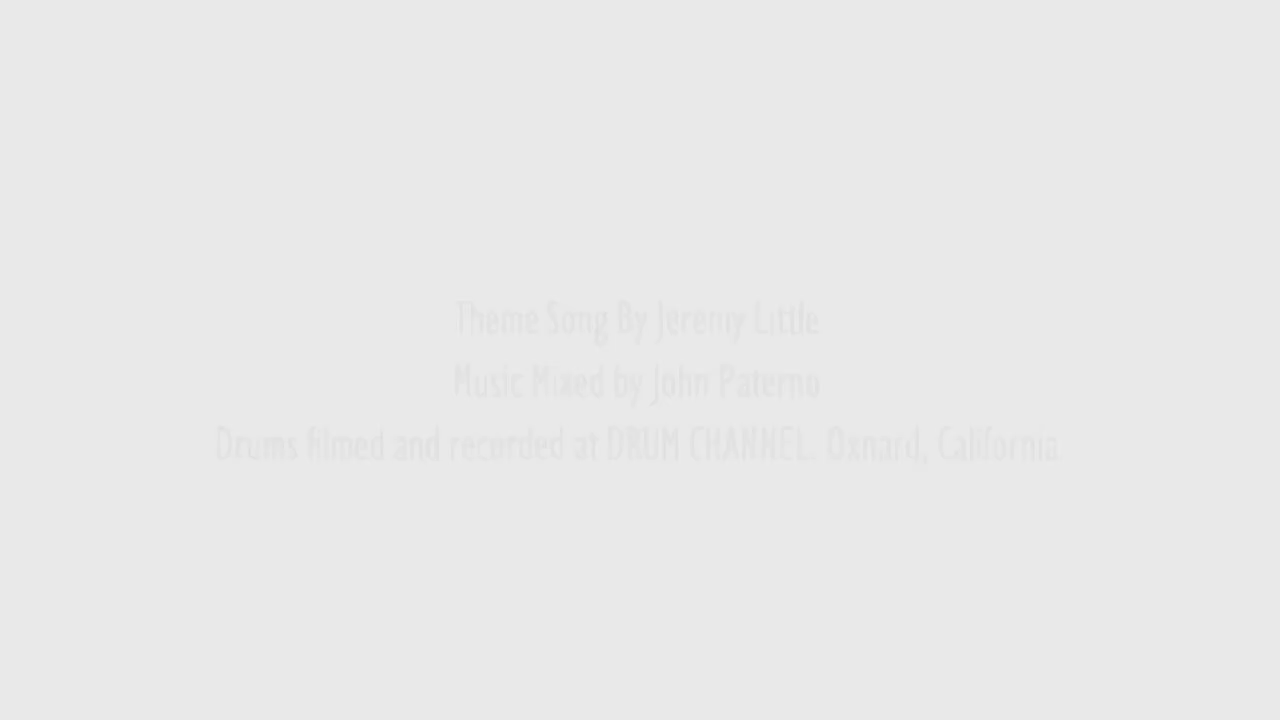 Theme Song By Jeremy Little
Music Mixed by John Paterno
Drums filmed and recorded at DRUM CHANNEL. Oxnard, California